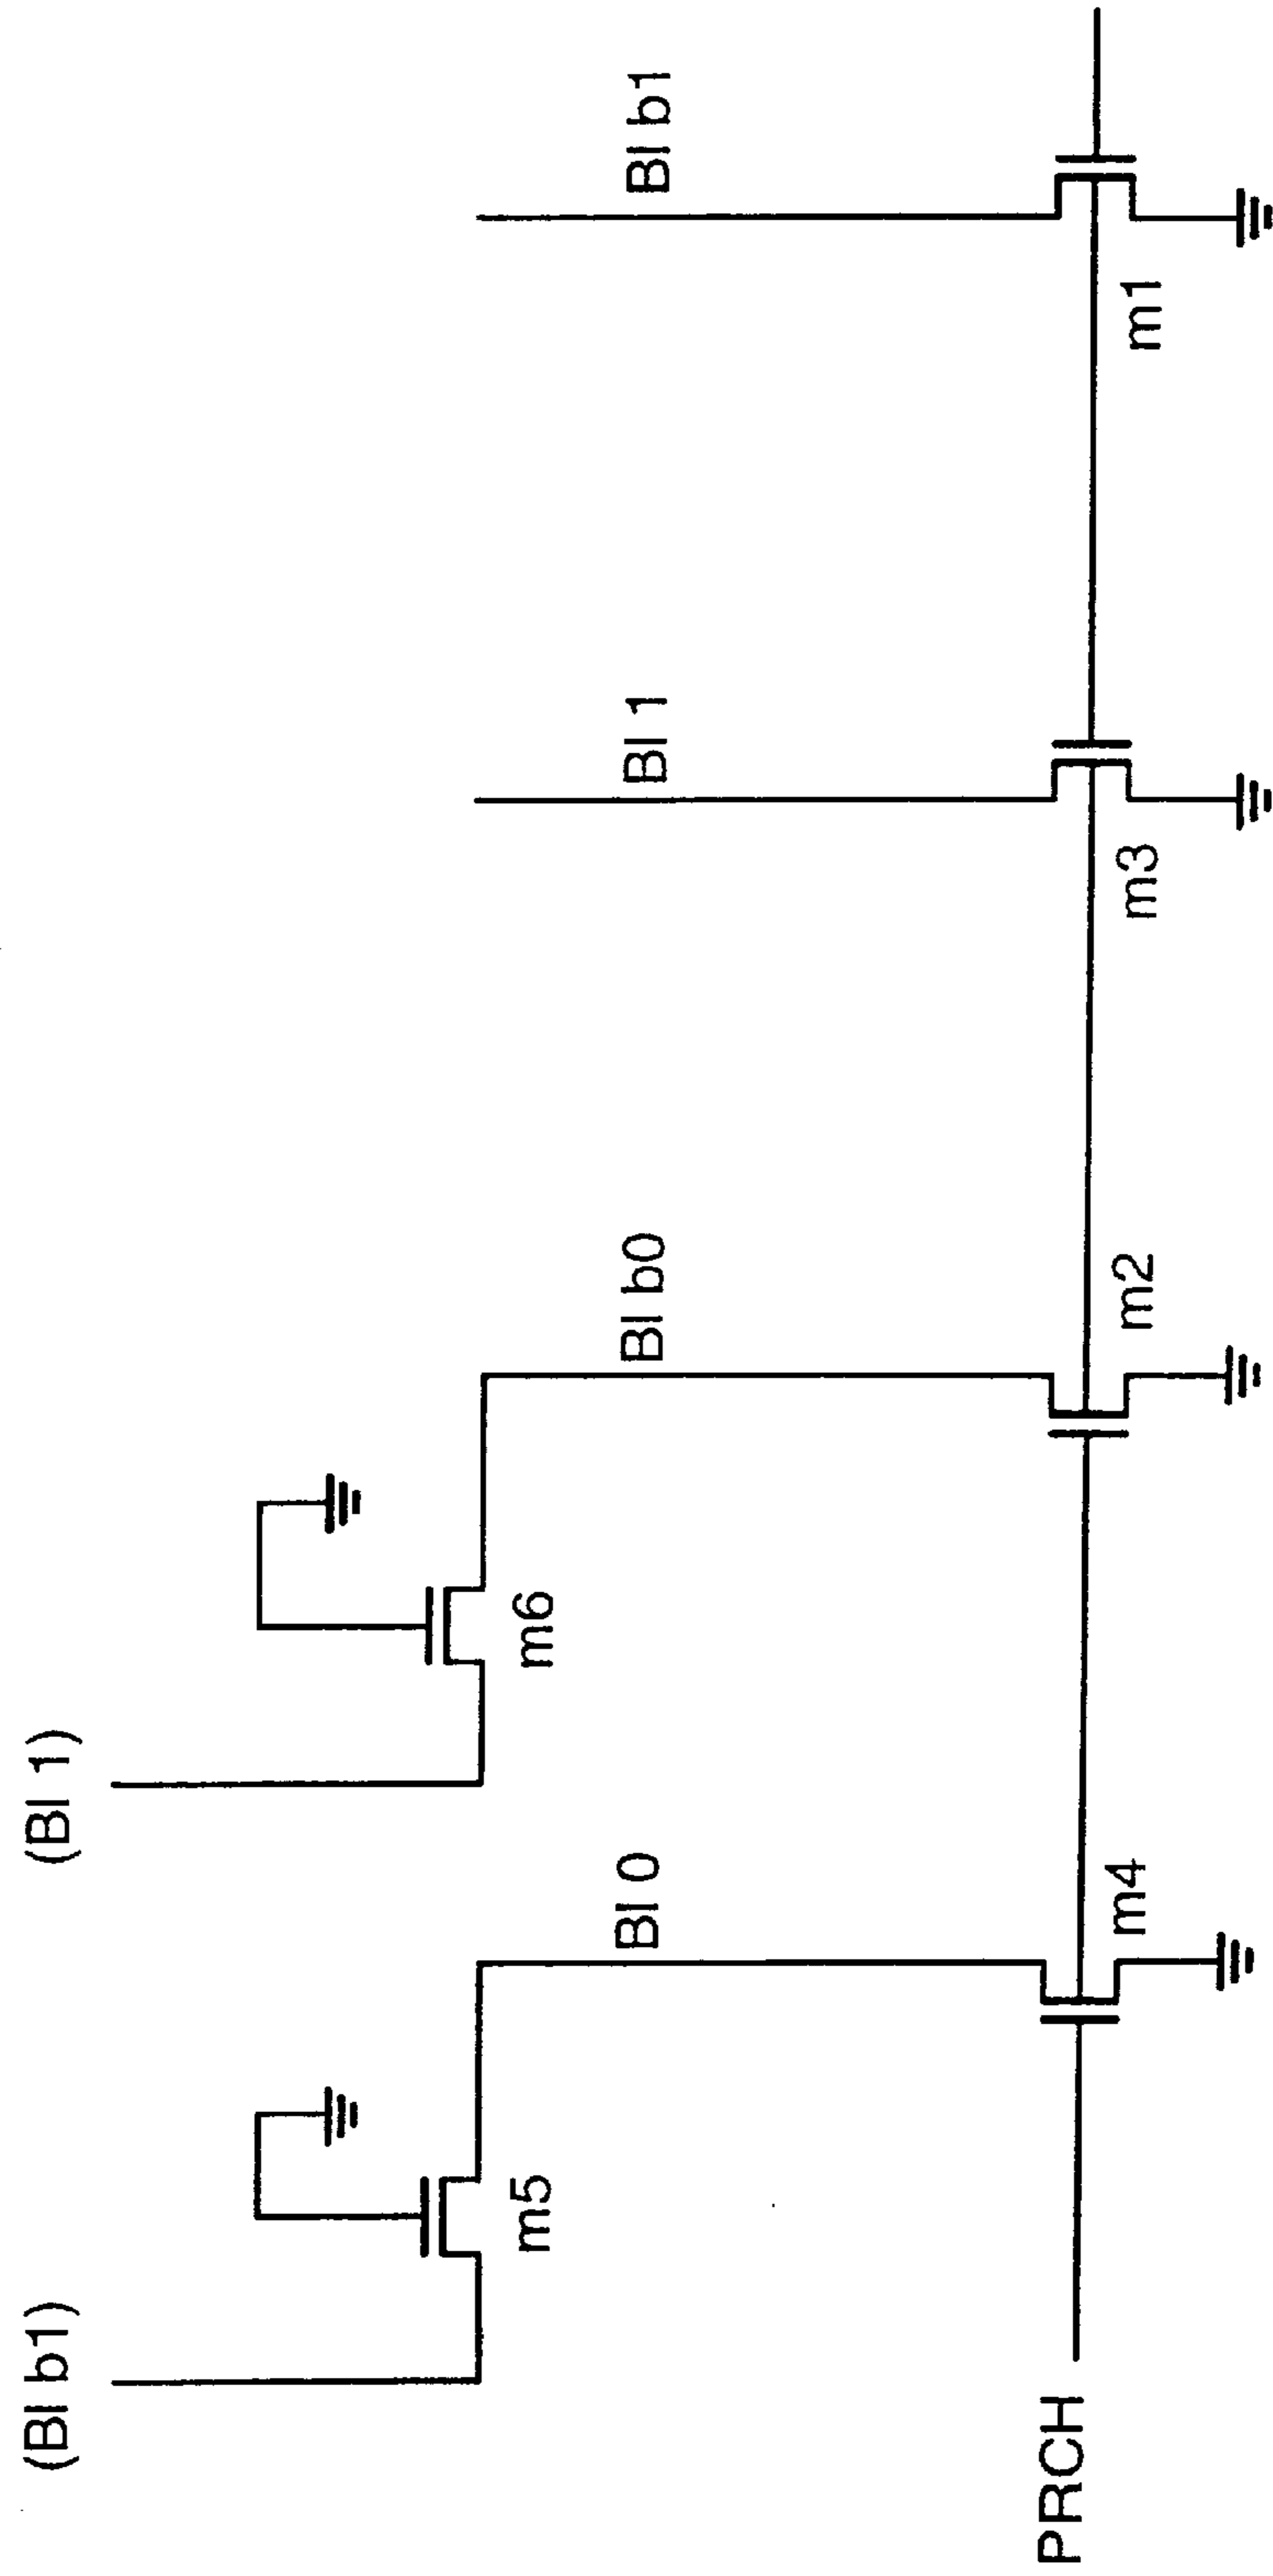 (Bl b1)
(Bl 1)
m5
m6
Bl 0
Bl b0
Bl 1
Bl b1
PRCH
m4
m2
m3
m1